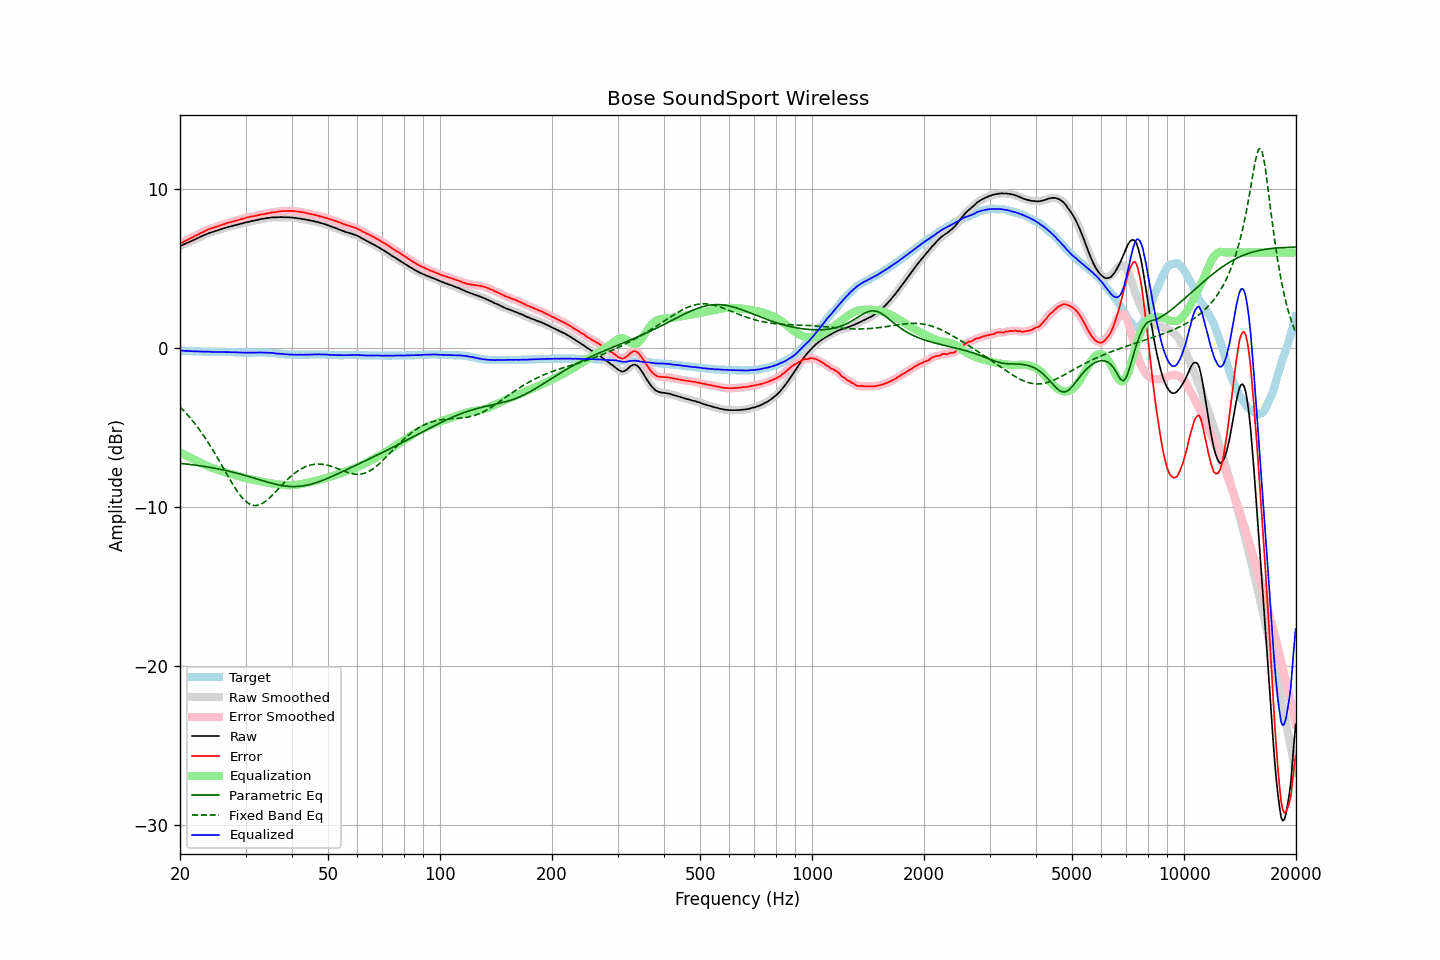 Bose SoundSport Wireless
Amplitude (dBr)
10
0
−10
−20
−30
Target
Raw Smoothed
Error Smoothed
Raw
Error
Equalization
Parametric Eq
Fixed Band Eq
Equalized
20 50 100 200 500 1000 2000 5000 10000 20000
Frequency (Hz)